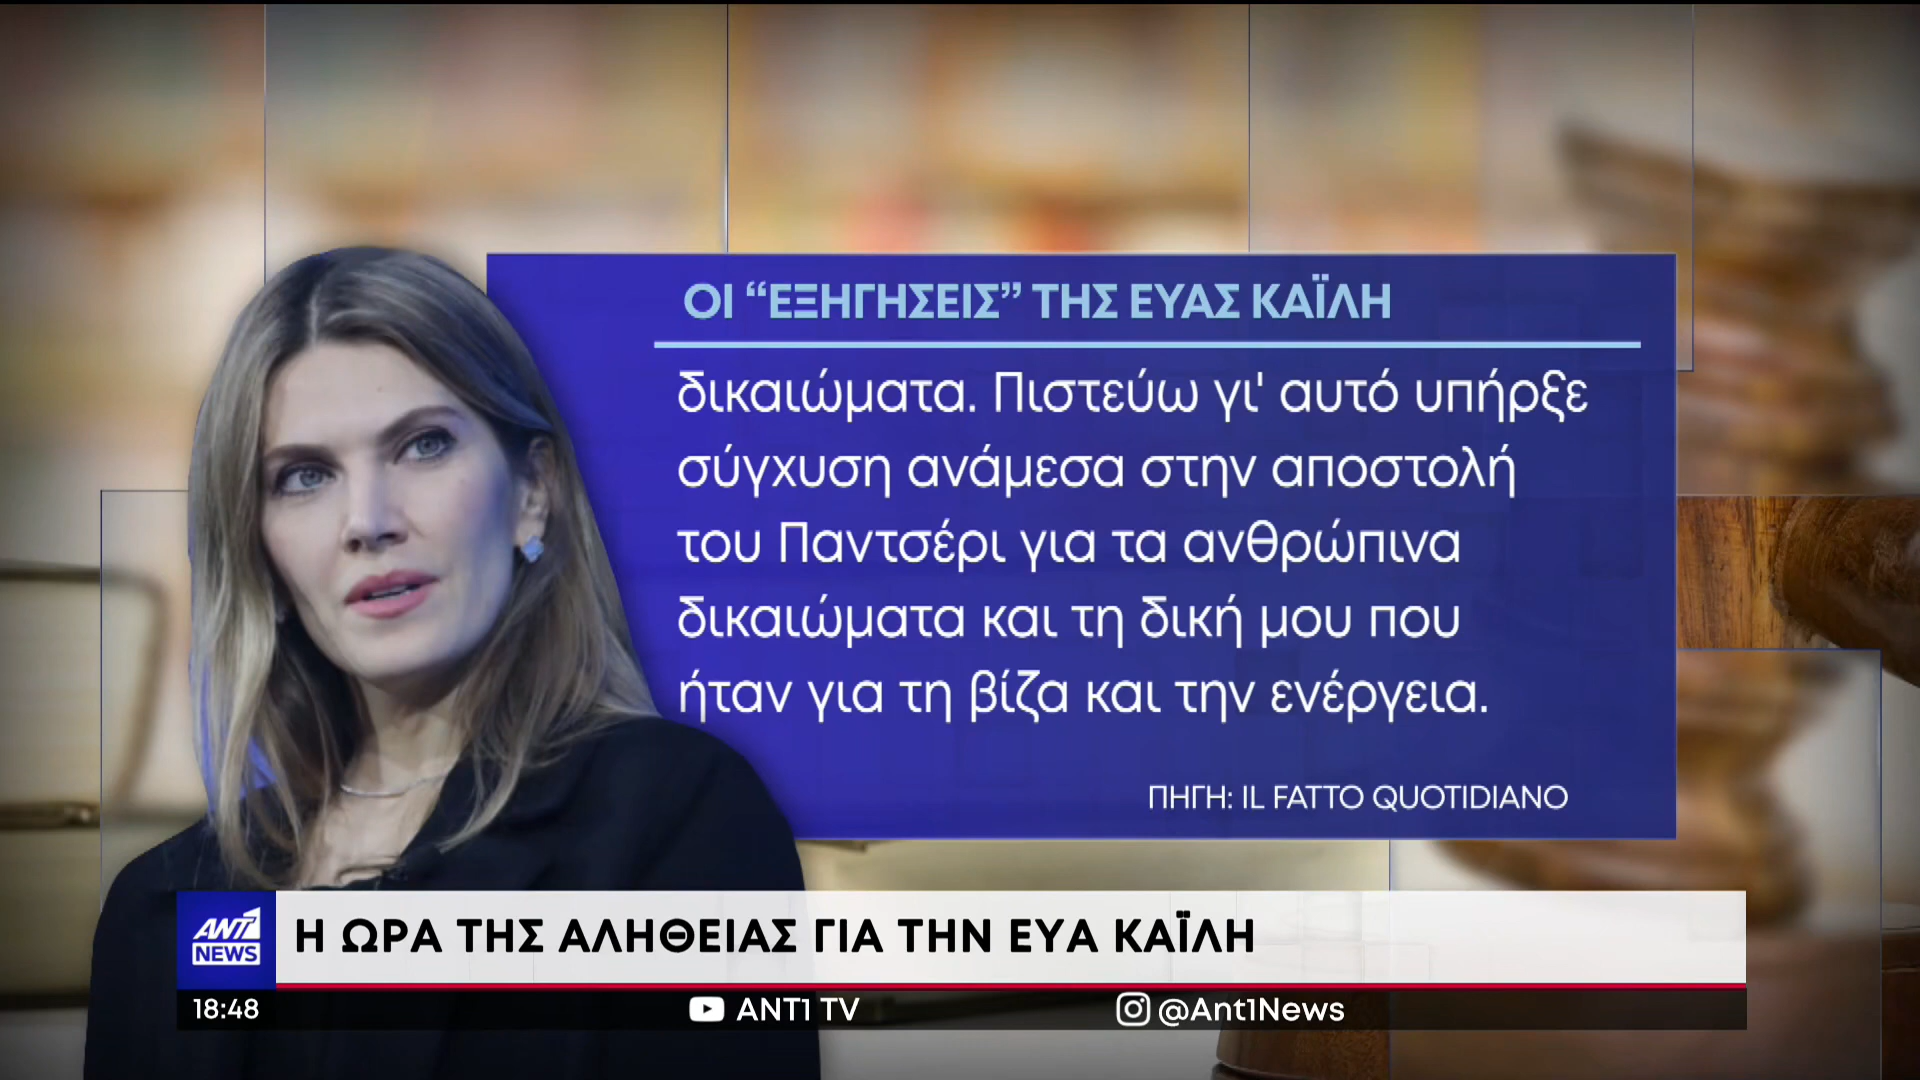 ΟΙ “ΕΞΗΓΗΣΕΙΣ” ΤΗΣ ΕΥΑΣ ΚΑΪΛΗ
δικαιώματα. Πιστεύω γι' αυτό υπήρξε
σύγχυση ανάμεσα στην αποστολή
του Παντσέρι για τα ανθρώπινα
δικαιώματα και τη δική μου που
ήταν για τη βίζα και την ενέργεια.
ΠΗΓΗ: IL FATTO QUOTIDIANO
ANT1 NEWS
Η ΩΡΑ ΤΗΣ ΑΛΗΘΕΙΑΣ ΓΙΑ ΤΗΝ ΕΥΑ ΚΑΪΛΗ
18:48 ANT1 TV @Ant1News